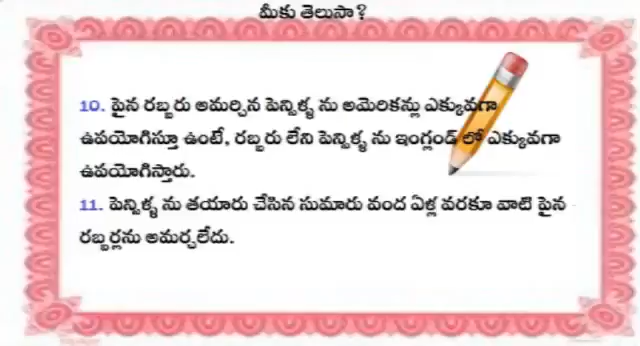 మీకు తెలుసా?
10. పైన రబ్బరు అమర్చిన పెన్సిళ్ళ ను అమెరికన్లు ఎక్కువగా
ఉపయోగిస్తూ ఉంటే, రబ్బరు లేని పెన్సిళ్ళ ను ఇంగ్లండ్ లో ఎక్కువగా
ఉపయోగిస్తారు.
11. పెన్సిళ్ళ ను తయారు చేసిన సుమారు వంద ఏళ్ల వరకూ వాటి పైన
రబ్బర్లను అమర్చలేదు.